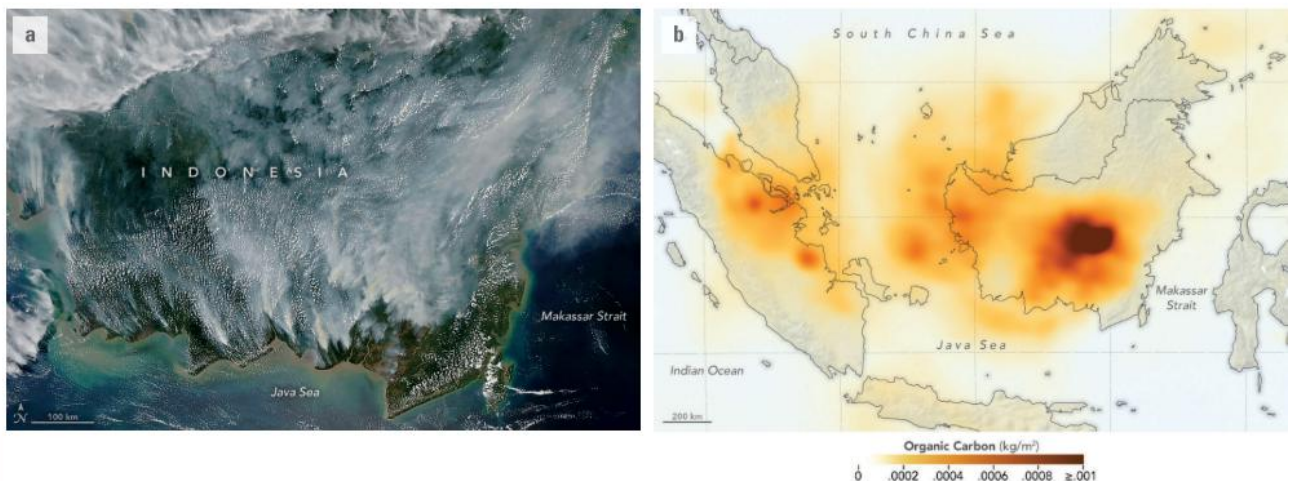 a
I N D O N E S I A
Makassar Strait
Java Sea
N
100 km
b
South China Sea
Makassar
Strait
Java Sea
Indian Ocean
200 km
Organic Carbon (kg/m²)
0 .0002 .0004 .0006 .0008 ≥.001